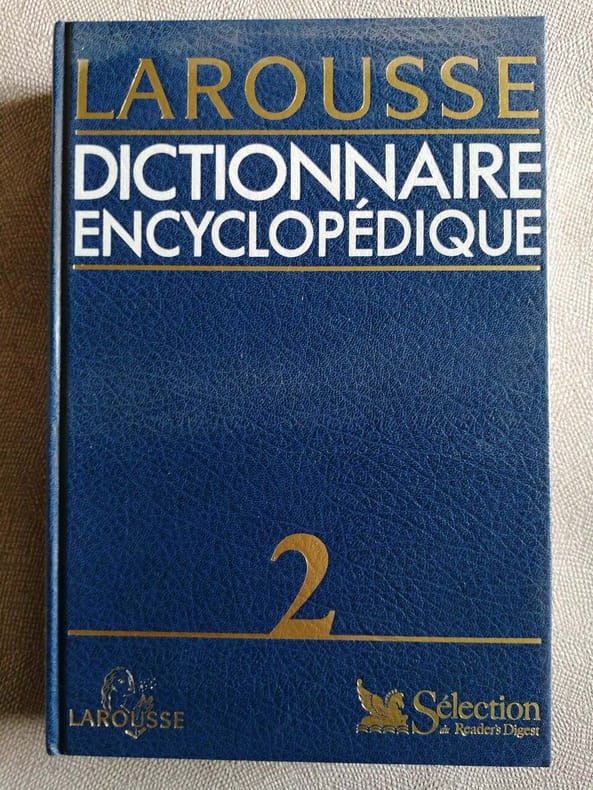 LAROUSSE
DICTIONNAIRE
ENCYCLOPÉDIQUE
2
LAROUSSE
Sélection
du Reader's Digest